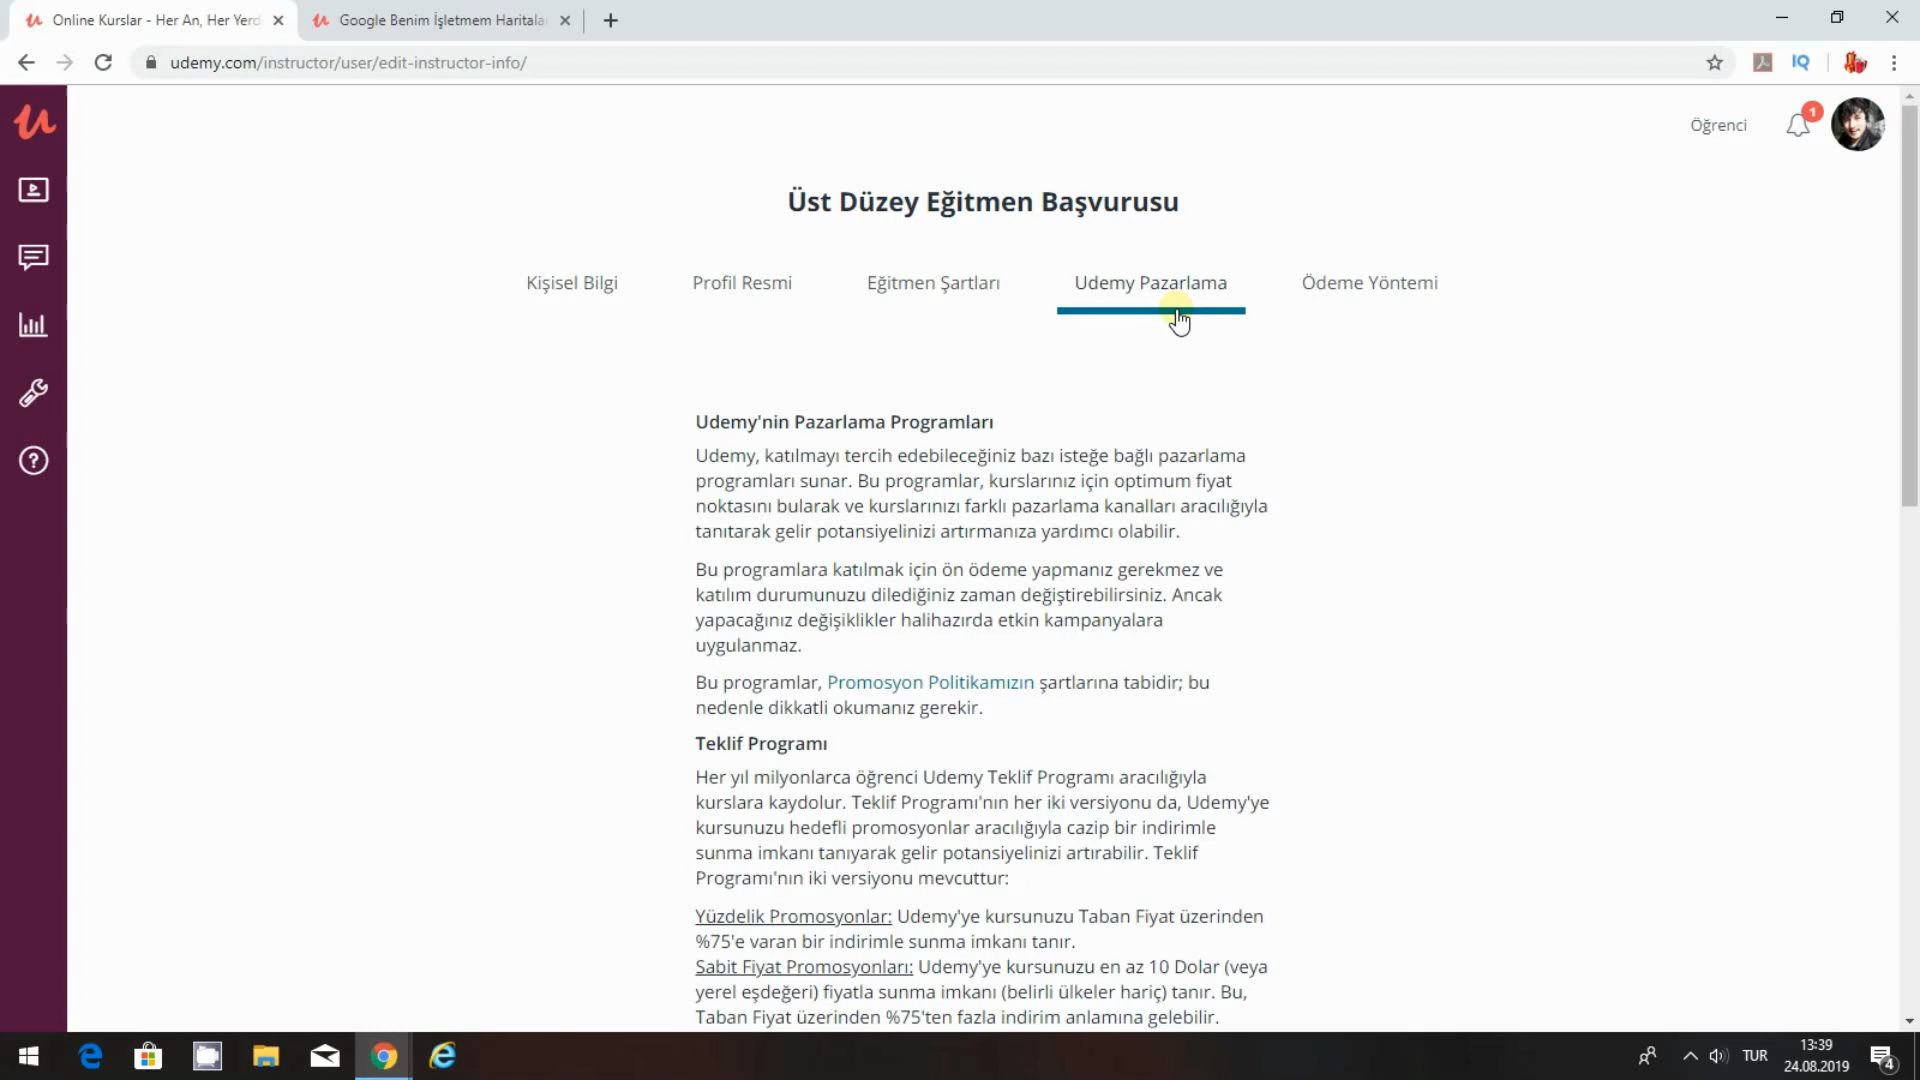 Online Kurslar - Her An, Her Yerd
Google Benim İşletmem Haritala
udemy.com/instructor/user/edit-instructor-info/
IQ
Öğrenci
1
Üst Düzey Eğitmen Başvurusu
Kişisel Bilgi
Profil Resmi
Eğitmen Şartları
Udemy Pazarlama
Ödeme Yöntemi
Udemy'nin Pazarlama Programları
Udemy, katılmayı tercih edebileceğiniz bazı isteğe bağlı pazarlama
programları sunar. Bu programlar, kurslarınız için optimum fiyat
noktasını bularak ve kurslarınızı farklı pazarlama kanalları aracılığıyla
tanıtarak gelir potansiyelinizi artırmanıza yardımcı olabilir.
Bu programlara katılmak için ön ödeme yapmanız gerekmez ve
katılım durumunuzu dilediğiniz zaman değiştirebilirsiniz. Ancak
yapacağınız değişiklikler halihazırda etkin kampanyalara
uygulanmaz.
Bu programlar, Promosyon Politikamızın şartlarına tabidir; bu
nedenle dikkatli okumanız gerekir.
Teklif Programı
Her yıl milyonlarca öğrenci Udemy Teklif Programı aracılığıyla
kurslara kaydolur. Teklif Programı'nın her iki versiyonu da, Udemy'ye
kursunuzu hedefli promosyonlar aracılığıyla cazip bir indirimle
sunma imkanı tanıyarak gelir potansiyelinizi artırabilir. Teklif
Programı'nın iki versiyonu mevcuttur:
Yüzdelik Promosyonlar: Udemy'ye kursunuzu Taban Fiyat üzerinden
%75'e varan bir indirimle sunma imkanı tanır.
Sabit Fiyat Promosyonları: Udemy'ye kursunuzu en az 10 Dolar (veya
yerel eşdeğeri) fiyatla sunma imkanı (belirli ülkeler hariç) tanır. Bu,
Taban Fiyat üzerinden %75'ten fazla indirim anlamına gelebilir.
TUR
13:39
24.08.2019
4